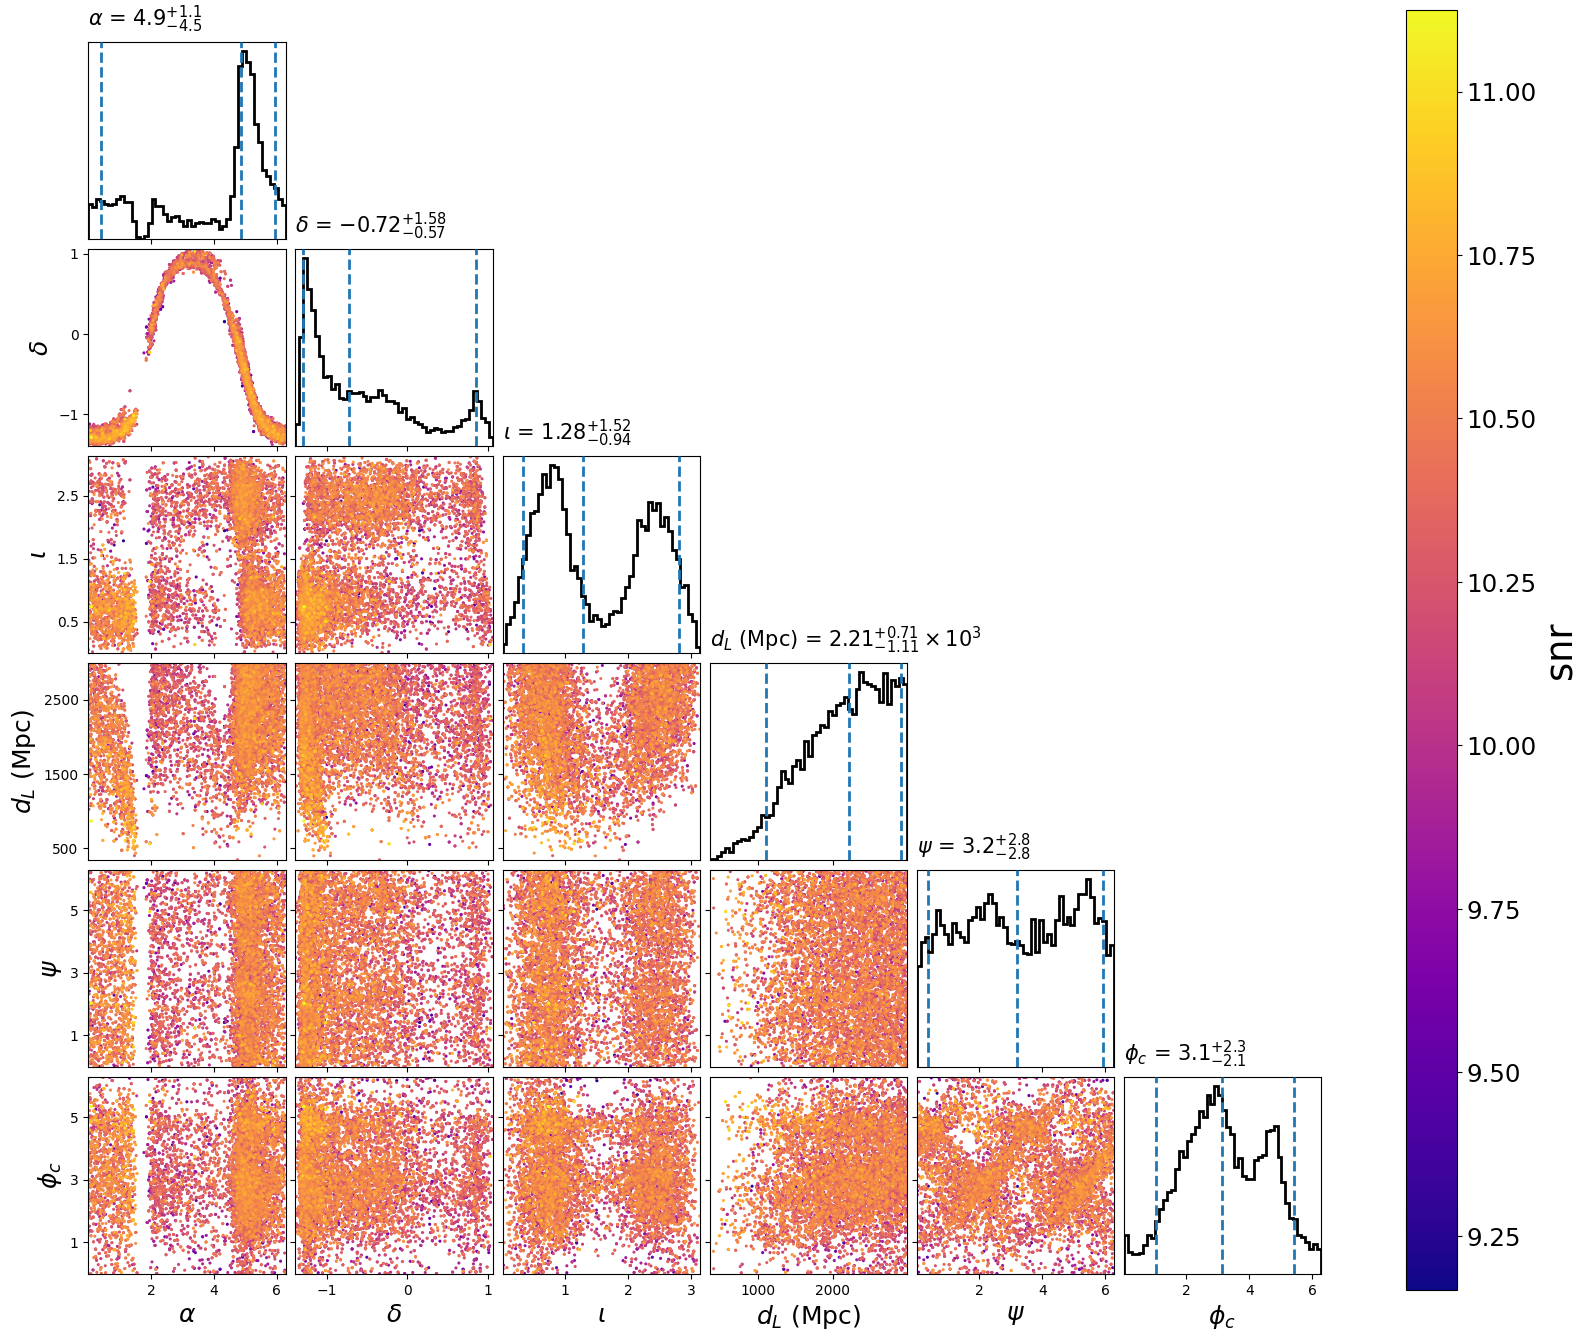 α = 4.9^{+1.1}_{−4.5}
δ = −0.72^{+1.58}_{−0.57}
ι = 1.28^{+1.52}_{−0.94}
d_L (Mpc) = 2.21^{+0.71}_{−1.11} × 10^3
ψ = 3.2^{+2.8}_{−2.8}
ϕ_c = 3.1^{+2.3}_{−2.1}
1
0
−1
δ
2.5
1.5
0.5
ι
2500
1500
500
d_L (Mpc)
5
3
1
ψ
5
3
1
ϕ_c
2 4 6
−1 0 1
1 2 3
1000 2000
2 4 6
2 4 6
α
δ
ι
d_L (Mpc)
ψ
ϕ_c
11.00
10.75
10.50
10.25
10.00
9.75
9.50
9.25
snr